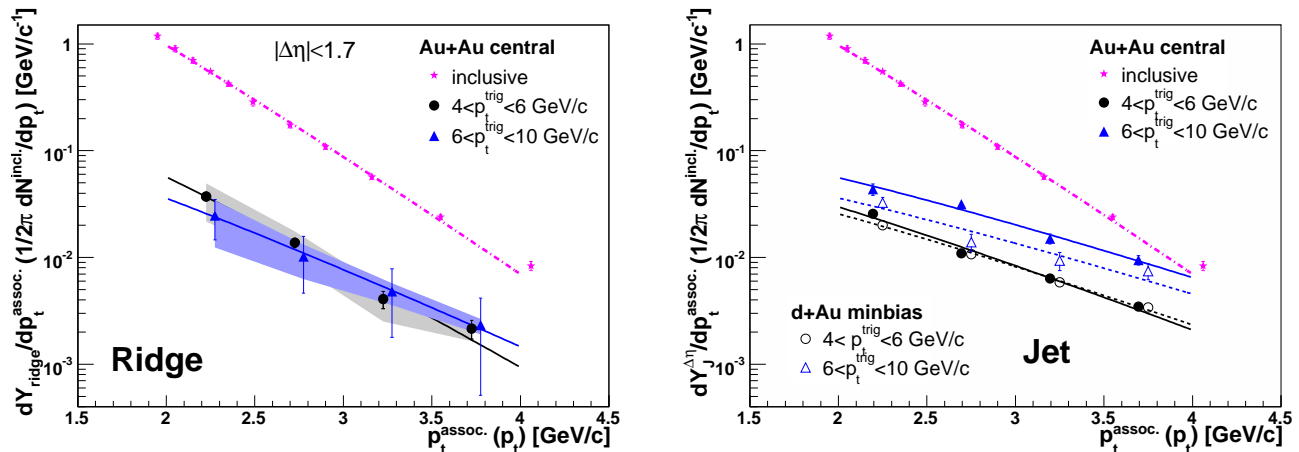 dY_ridge/dp_t^assoc. (1/2π dN^incl./dp_t) [GeV/c^-1]
1
10^-1
10^-2
10^-3
|Δη|<1.7
Au+Au central
inclusive
4<p_t^trig<6 GeV/c
6<p_t^trig<10 GeV/c
Ridge
1.5 2 2.5 3 3.5 4 4.5
p_t^assoc. (p_t) [GeV/c]
dY_J^Δη/dp_t^assoc. (1/2π dN^incl./dp_t) [GeV/c^-1]
1
10^-1
10^-2
10^-3
Au+Au central
inclusive
4<p_t^trig<6 GeV/c
6<p_t^trig<10 GeV/c
d+Au minbias
4< p_t^trig<6 GeV/c
6<p_t^trig<10 GeV/c
Jet
1.5 2 2.5 3 3.5 4 4.5
p_t^assoc. (p_t) [GeV/c]